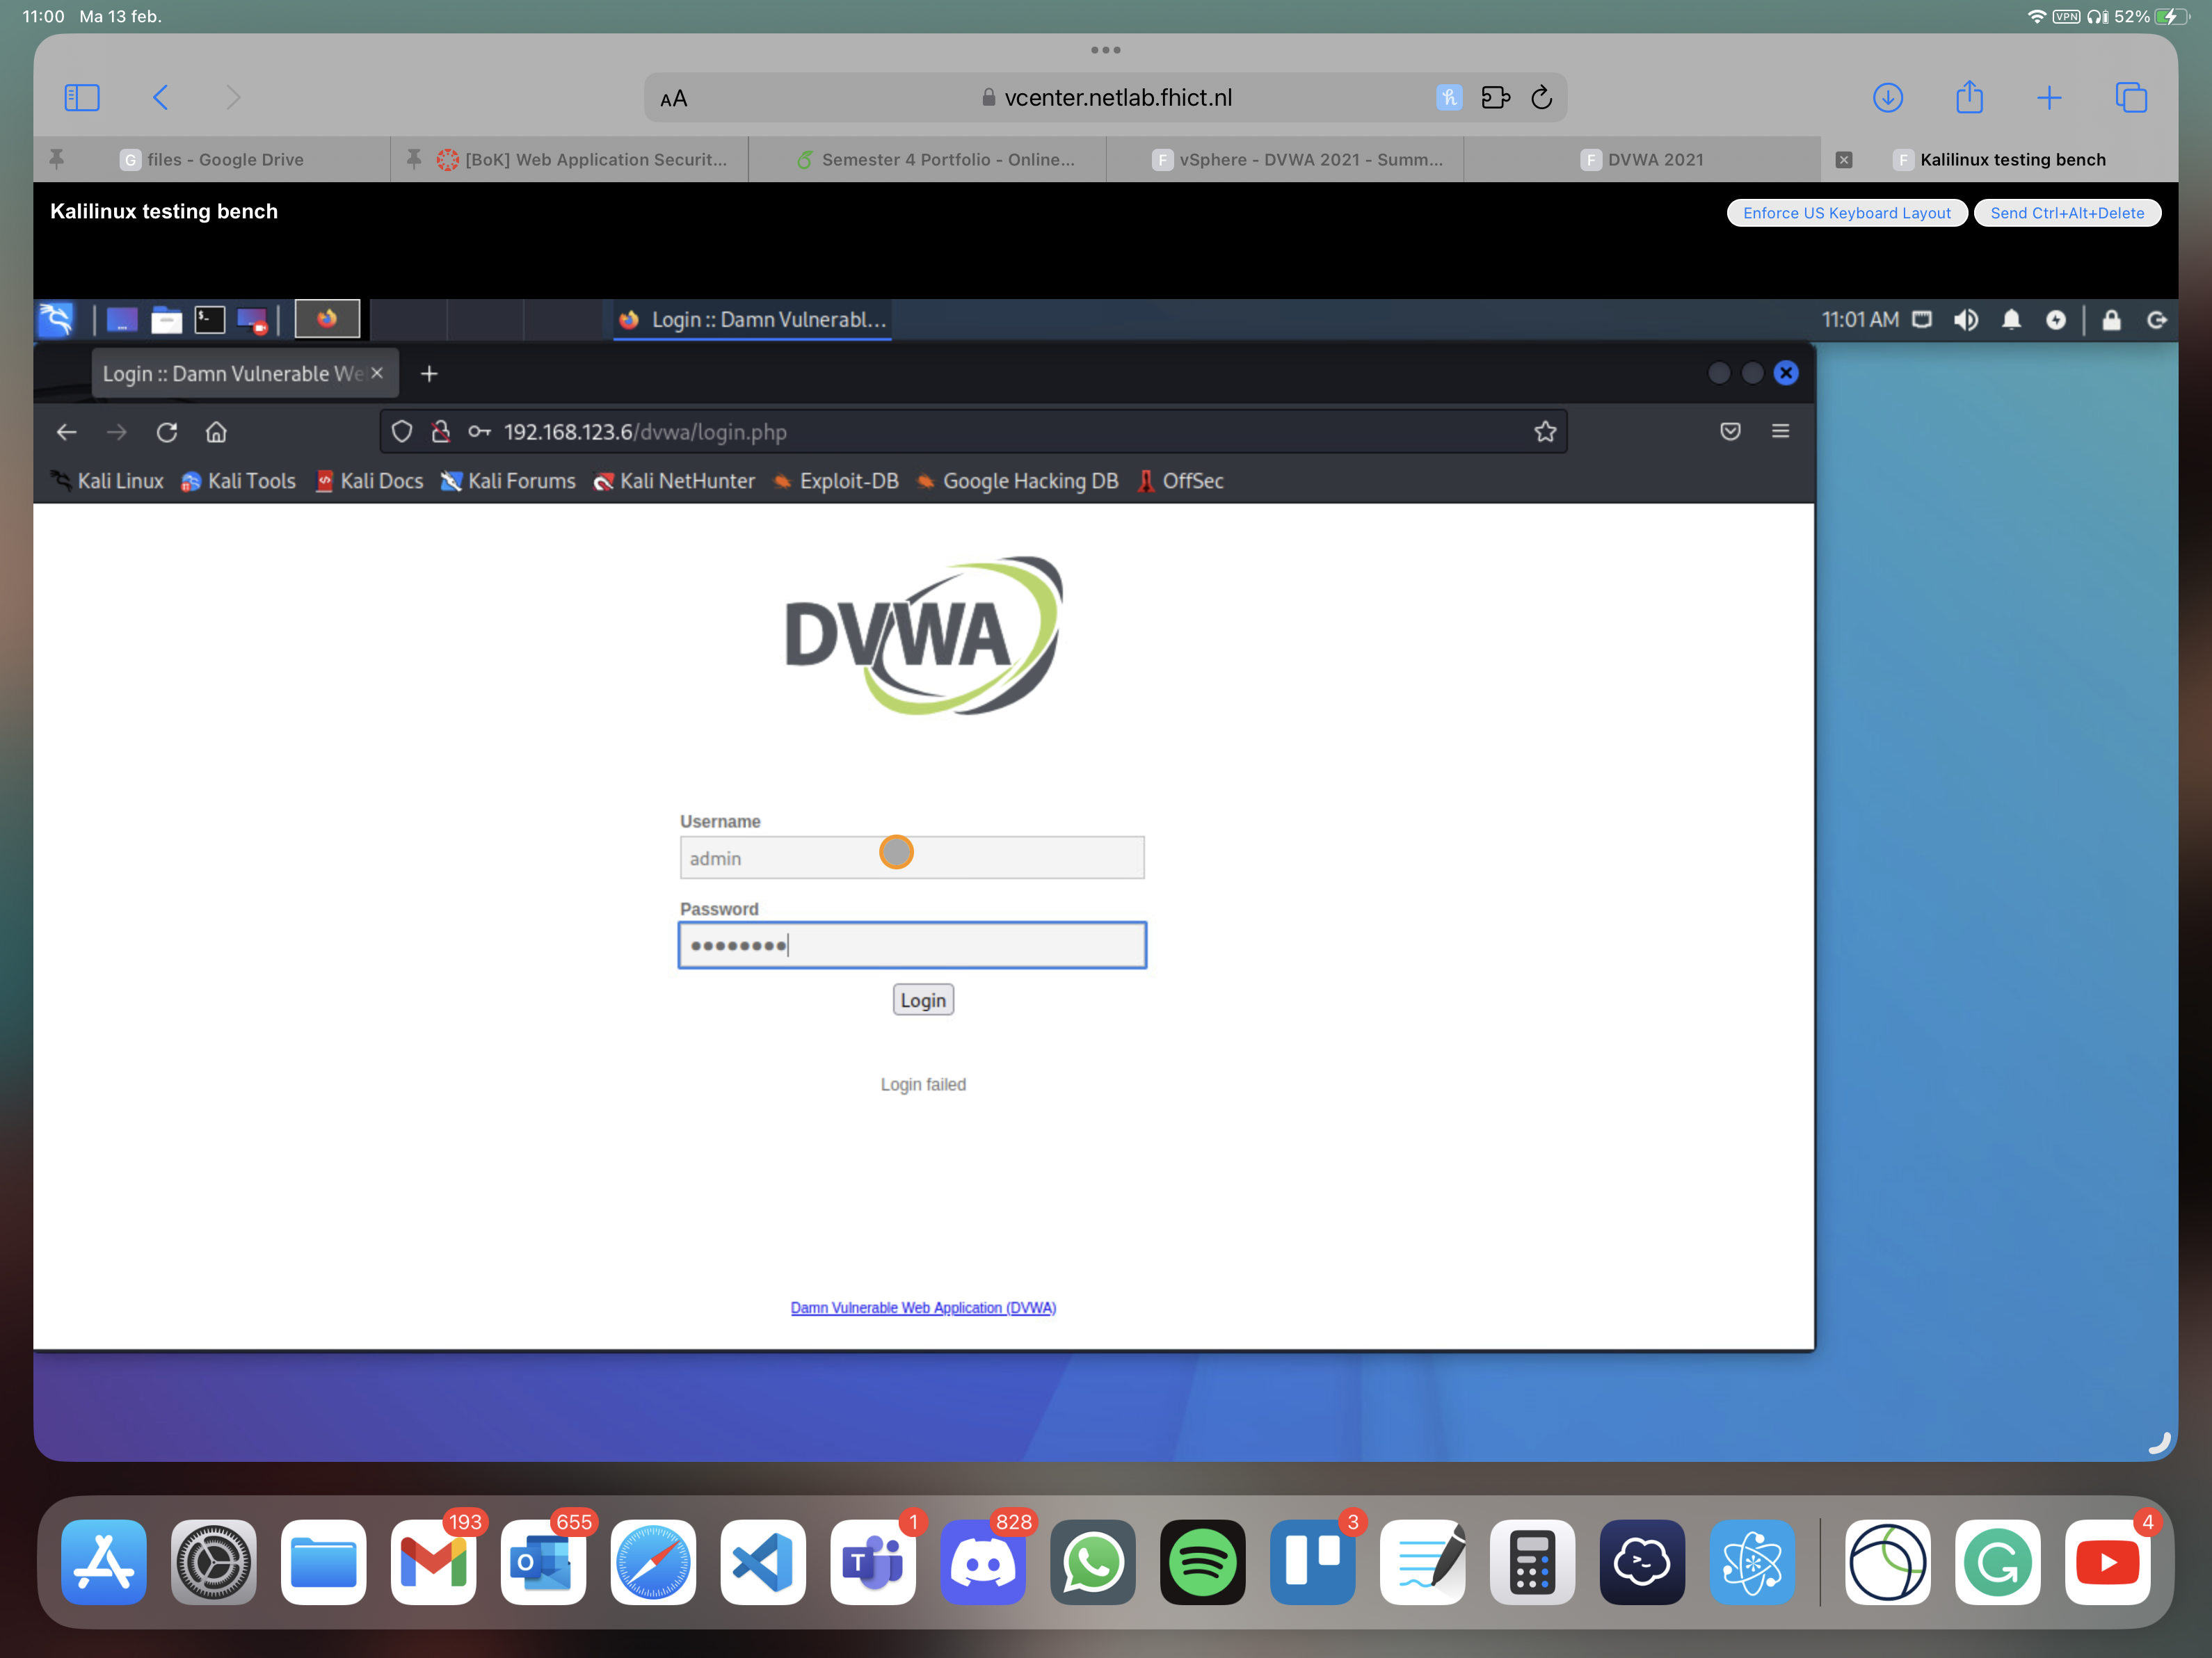 11:00 Ma 13 feb.
VPN 52%
AA vcenter.netlab.fhict.nl
G files - Google Drive
[BoK] Web Application Securit...
Semester 4 Portfolio - Online...
F vSphere - DVWA 2021 - Summ...
F DVWA 2021
F Kalilinux testing bench
Kalilinux testing bench
Enforce US Keyboard Layout
Send Ctrl+Alt+Delete
Login :: Damn Vulnerabl...
11:01 AM
Login :: Damn Vulnerable We
192.168.123.6/dvwa/login.php
Kali Linux Kali Tools Kali Docs Kali Forums Kali NetHunter Exploit-DB Google Hacking DB OffSec
DVWA
Username
admin
Password
Login
Login failed
Damn Vulnerable Web Application (DVWA)
193 655 1 828 3 4